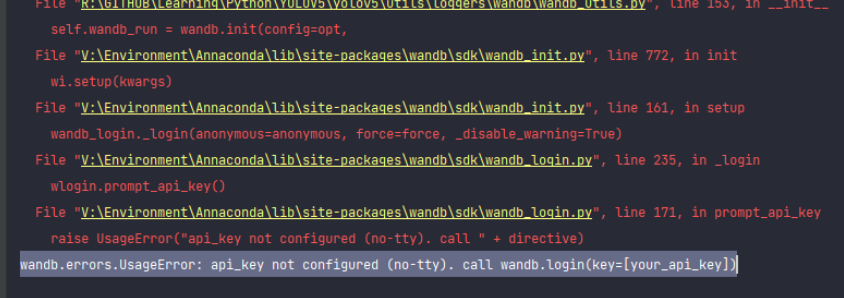 File "R:\GITHUB\Learning\Python\YOLOV5\yolov5\utils\loggers\wandb\wandb_utils.py", line 153, in __init__
self.wandb_run = wandb.init(config=opt,
File "V:\Environment\Annaconda\lib\site-packages\wandb\sdk\wandb_init.py", line 772, in init
wi.setup(kwargs)
File "V:\Environment\Annaconda\lib\site-packages\wandb\sdk\wandb_init.py", line 161, in setup
wandb_login._login(anonymous=anonymous, force=force, _disable_warning=True)
File "V:\Environment\Annaconda\lib\site-packages\wandb\sdk\wandb_login.py", line 235, in _login
wlogin.prompt_api_key()
File "V:\Environment\Annaconda\lib\site-packages\wandb\sdk\wandb_login.py", line 171, in prompt_api_key
raise UsageError("api_key not configured (no-tty). call " + directive)
wandb.errors.UsageError: api_key not configured (no-tty). call wandb.login(key=[your_api_key])